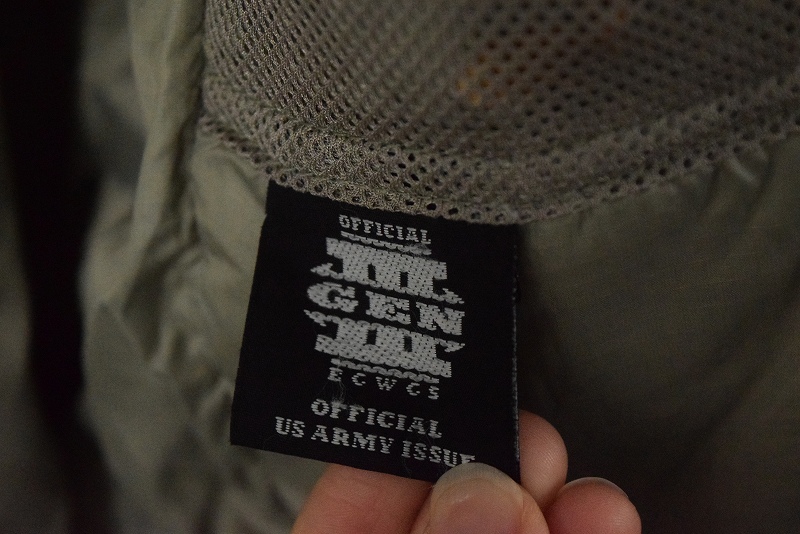 OFFICIAL
III
GEN
III
ECWCS
OFFICIAL
US ARMY ISSUE